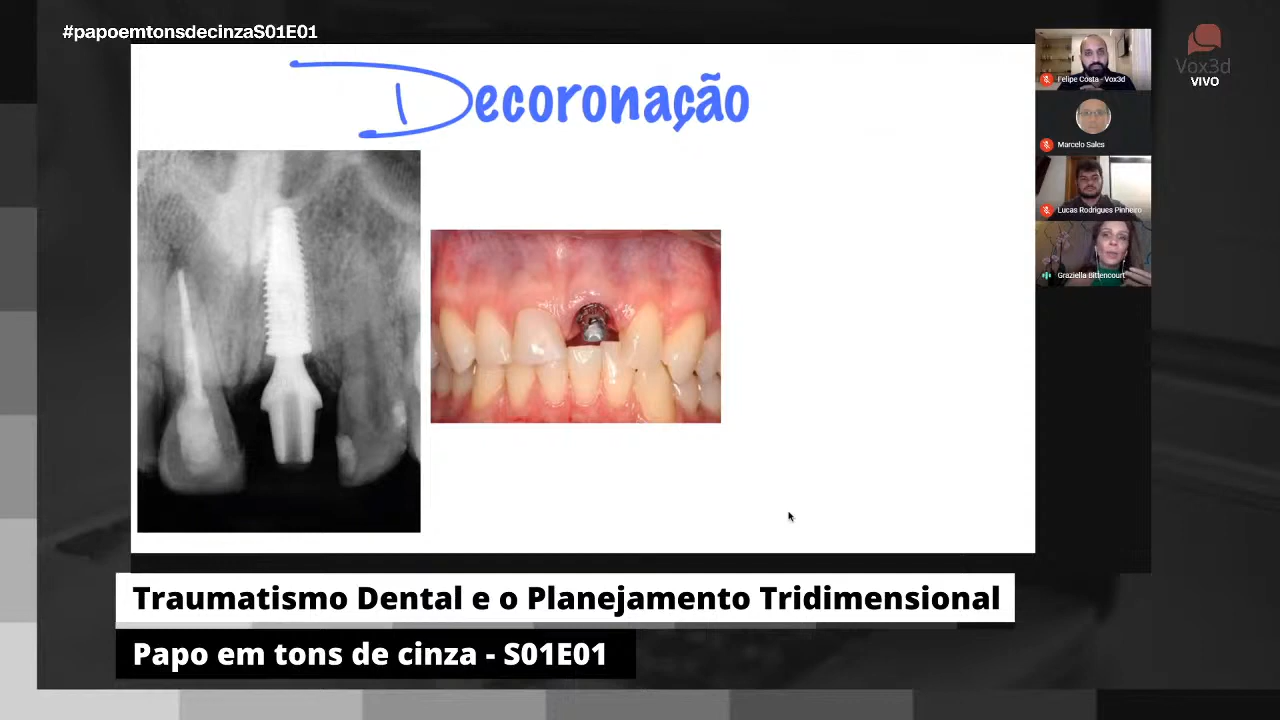 #papoemtonsdecinzaS01E01
Decoronação
Vox3d
VIVO
Felipe Costa - Vox3d
Marcelo Sales
Lucas Rodrigues Pinheiro
Graziella Bittencourt
Traumatismo Dental e o Planejamento Tridimensional
Papo em tons de cinza - S01E01